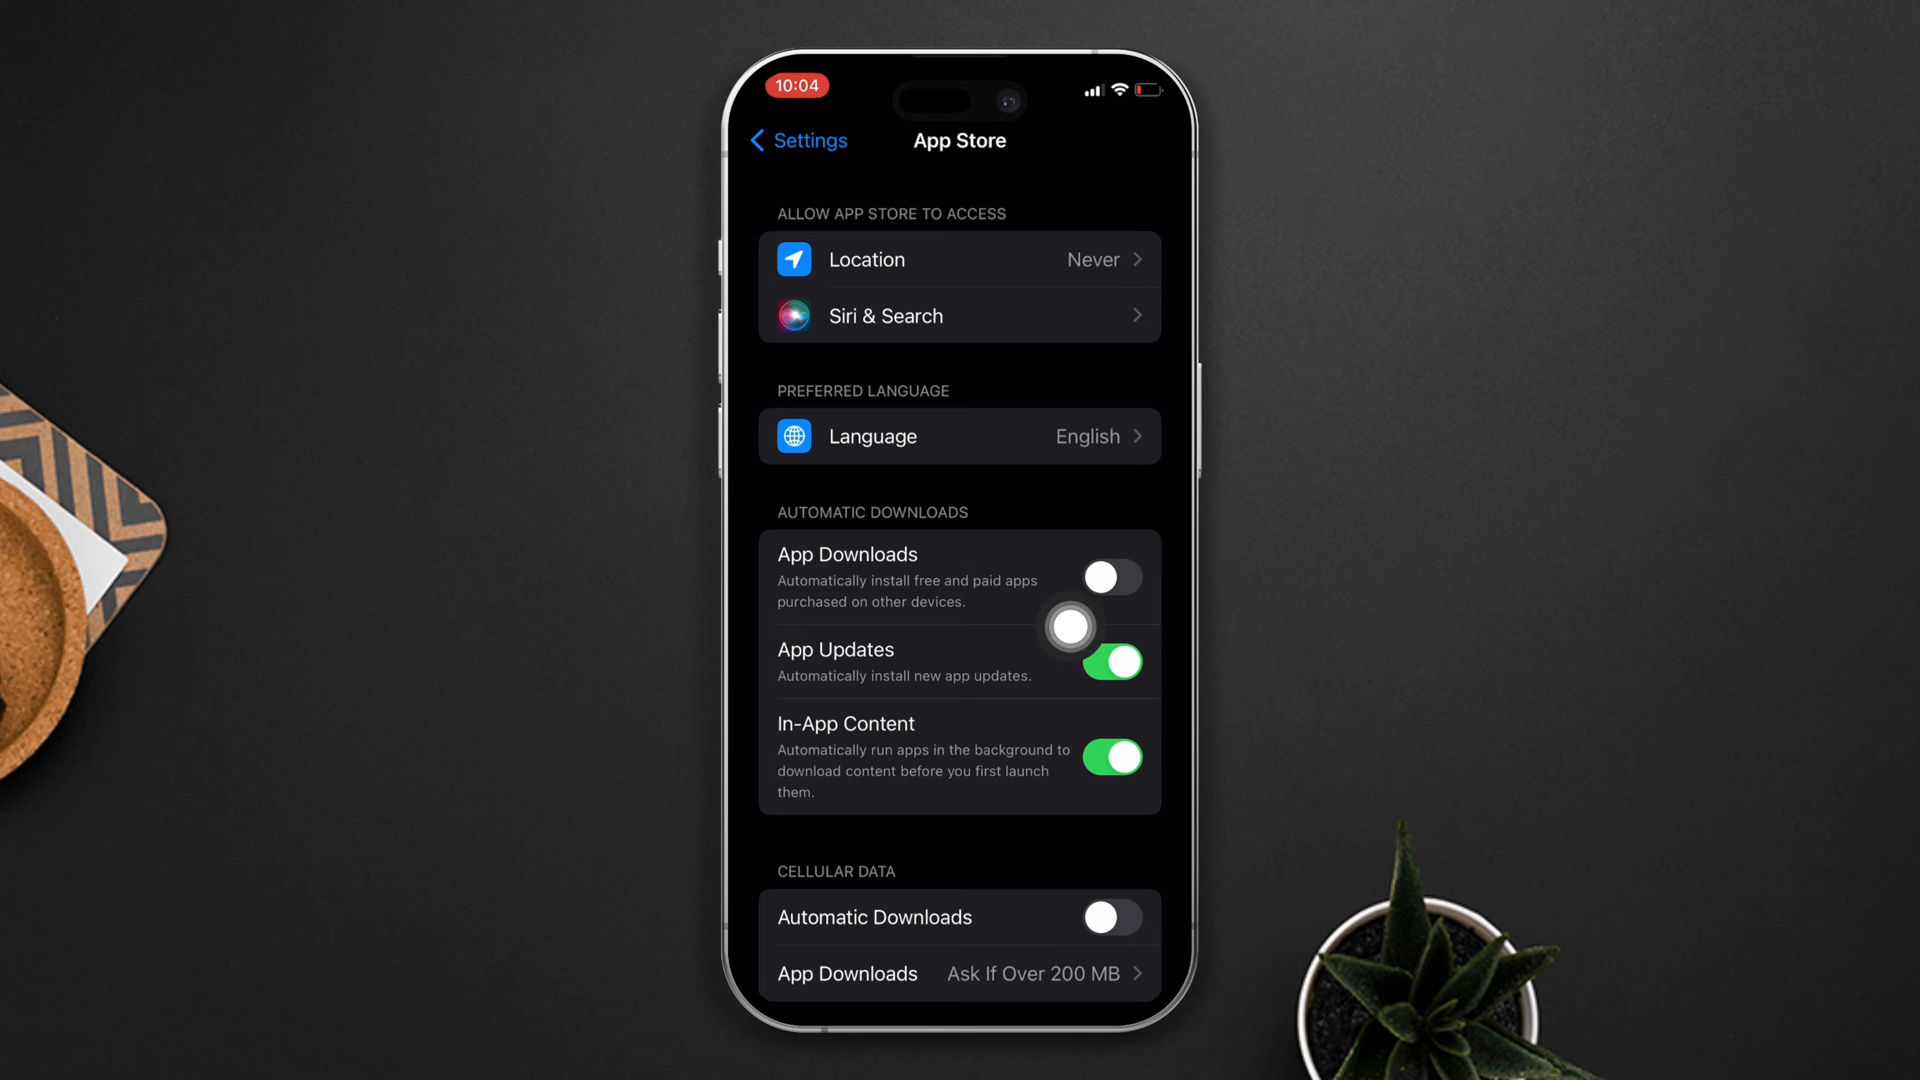 10:04
Settings
App Store
ALLOW APP STORE TO ACCESS
Location Never
Siri & Search
PREFERRED LANGUAGE
Language English
AUTOMATIC DOWNLOADS
App Downloads
Automatically install free and paid apps
purchased on other devices.
App Updates
Automatically install new app updates.
In-App Content
Automatically run apps in the background to
download content before you first launch
them.
CELLULAR DATA
Automatic Downloads
App Downloads Ask If Over 200 MB